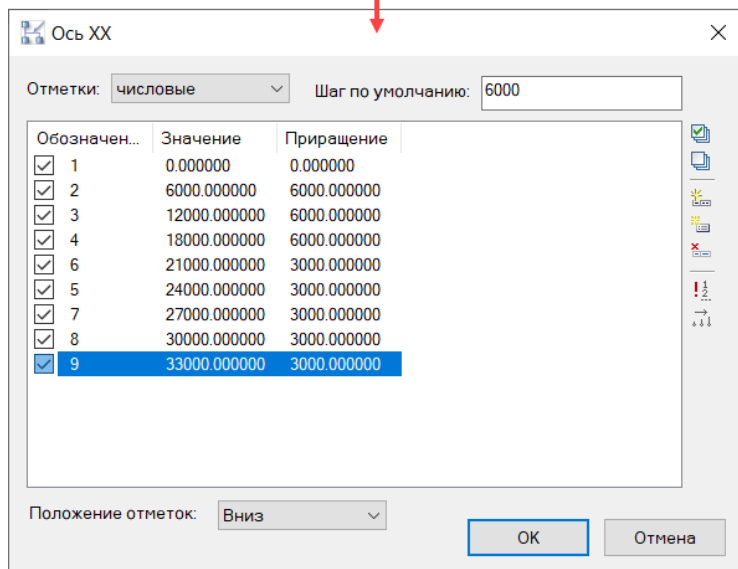 Ось XX
Отметки: числовые Шаг по умолчанию: 6000
Обозначен... Значение Приращение
1 0.000000 0.000000
2 6000.000000 6000.000000
3 12000.000000 6000.000000
4 18000.000000 6000.000000
6 21000.000000 3000.000000
5 24000.000000 3000.000000
7 27000.000000 3000.000000
8 30000.000000 3000.000000
9 33000.000000 3000.000000
Положение отметок: Вниз
OK Отмена